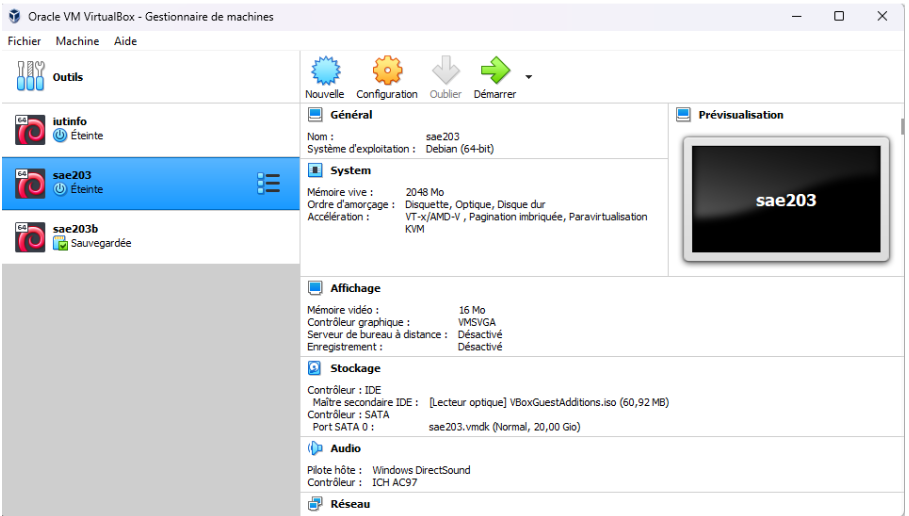 Oracle VM VirtualBox - Gestionnaire de machines
Fichier Machine Aide
Outils
64 iutinfo
Éteinte
64 sae203
Éteinte
64 sae203b
Sauvegardée
Nouvelle Configuration Oublier Démarrer
Général
Nom : sae203
Système d'exploitation : Debian (64-bit)
System
Mémoire vive : 2048 Mo
Ordre d'amorçage : Disquette, Optique, Disque dur
Accélération : VT-x/AMD-V , Pagination imbriquée, Paravirtualisation
KVM
Prévisualisation
sae203
Affichage
Mémoire vidéo : 16 Mo
Contrôleur graphique : VMSVGA
Serveur de bureau à distance : Désactivé
Enregistrement : Désactivé
Stockage
Contrôleur : IDE
Maître secondaire IDE : [Lecteur optique] VBoxGuestAdditions.iso (60,92 MB)
Contrôleur : SATA
Port SATA 0 : sae203.vmdk (Normal, 20,00 Gio)
Audio
Pilote hôte : Windows DirectSound
Contrôleur : ICH AC97
Réseau